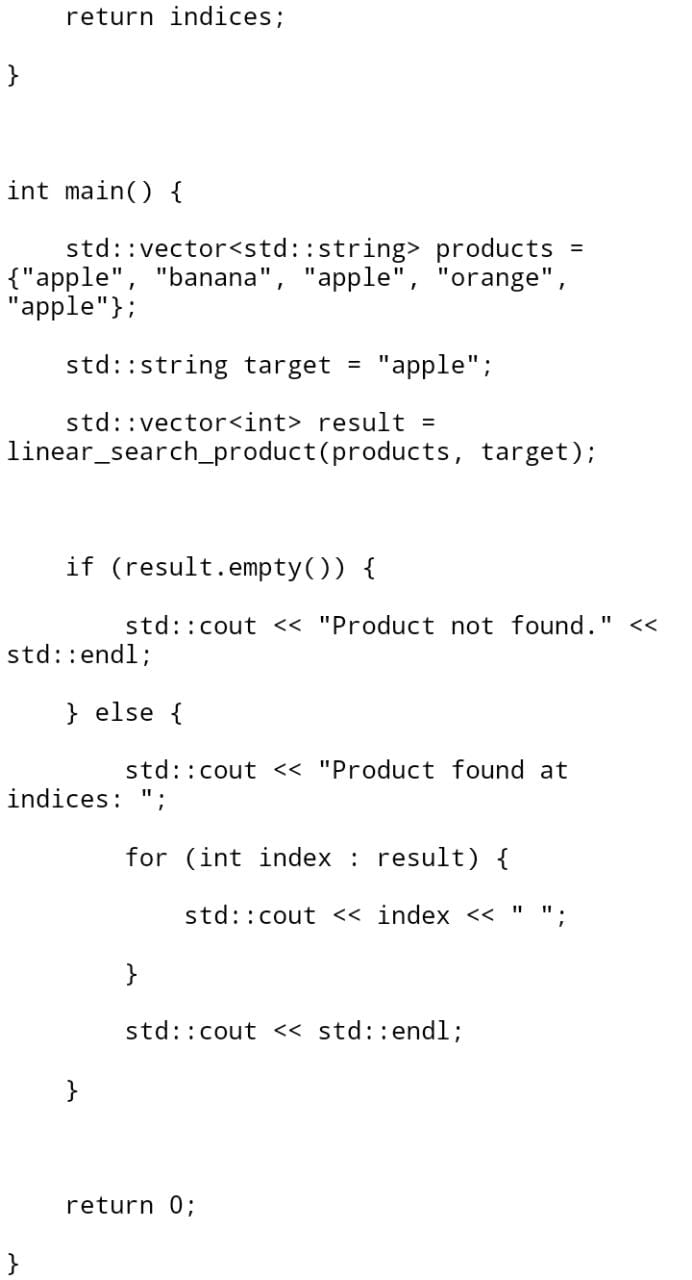 return indices;
}
int main() {
    std::vector<std::string> products =
{"apple", "banana", "apple", "orange",
"apple"};
    std::string target = "apple";
    std::vector<int> result =
linear_search_product(products, target);
    if (result.empty()) {
        std::cout << "Product not found." <<
std::endl;
    } else {
        std::cout << "Product found at
indices: ";
        for (int index : result) {
            std::cout << index << " ";
        }
        std::cout << std::endl;
    }
    return 0;
}